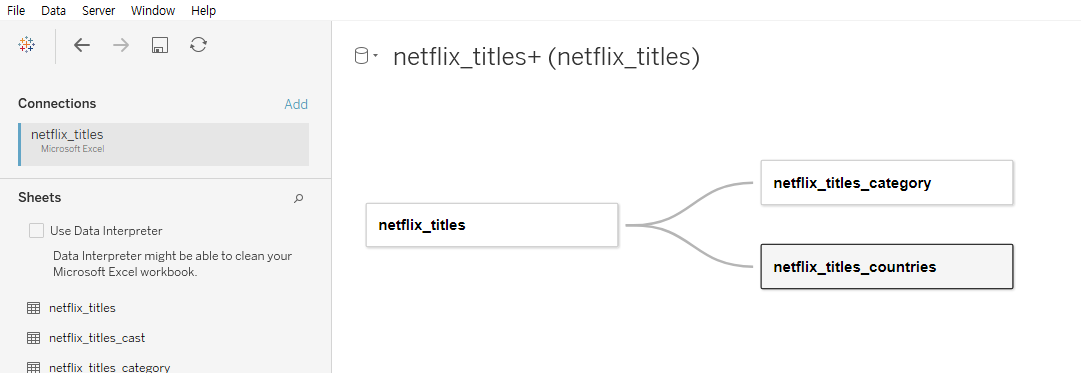 File Data Server Window Help
netflix_titles+ (netflix_titles)
Connections Add
netflix_titles
Microsoft Excel
Sheets
Use Data Interpreter
Data Interpreter might be able to clean your
Microsoft Excel workbook.
netflix_titles
netflix_titles_cast
netflix_titles_category
netflix_titles
netflix_titles_category
netflix_titles_countries